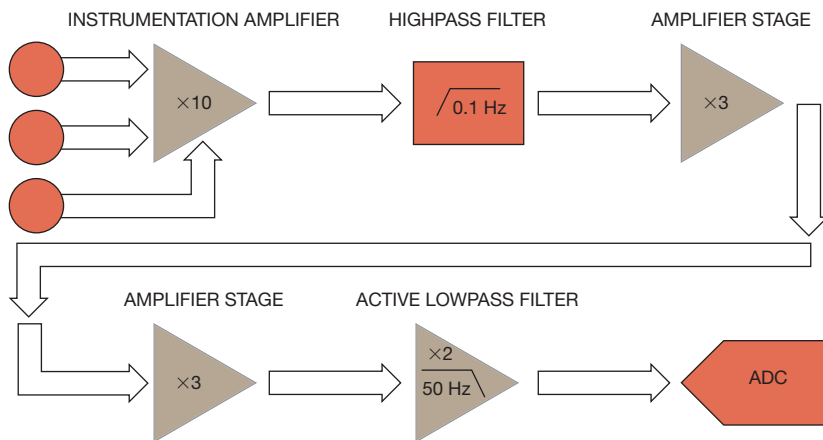 INSTRUMENTATION AMPLIFIER
HIGHPASS FILTER
AMPLIFIER STAGE
×10
0.1 Hz
×3
AMPLIFIER STAGE
ACTIVE LOWPASS FILTER
×3
×2
50 Hz
ADC